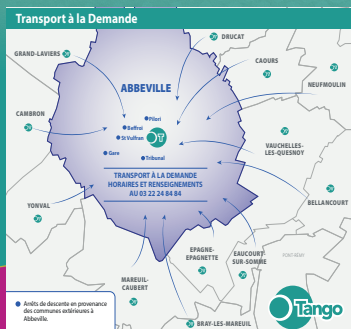 Transport à la Demande
DRUCAT
GRAND-LAVIERS
CAOURS
NEUFMOULIN
ABBEVILLE
CAMBRON
Pilori
Beffroi
St Vulfran
T
VAUCHELLES-
LES-QUESNOY
Gare
Tribunal
TRANSPORT À LA DEMANDE
HORAIRES ET RENSEIGNEMENTS
AU 03 22 24 84 84
BELLANCOURT
YONVAL
EPAGNE-
EPAGNETTE
EAUCOURT
SUR-SOMME
PONT-REMY
MAREUIL-
CAUBERT
Arrêts de descente en provenance
des communes extérieures à
Abbeville.
Tango
BRAY-LES-MAREUIL